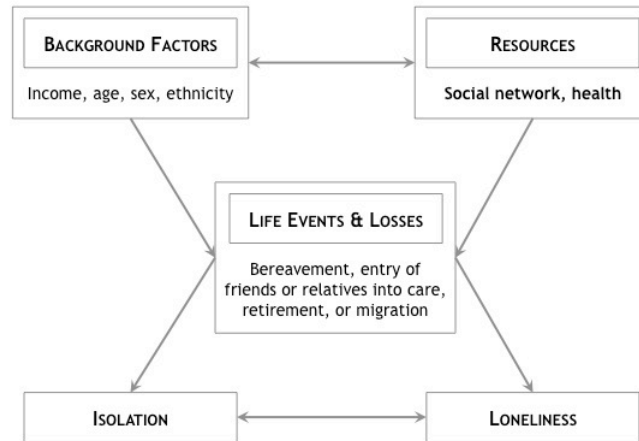 BACKGROUND FACTORS
Income, age, sex, ethnicity
RESOURCES
Social network, health
LIFE EVENTS & LOSSES
Bereavement, entry of
friends or relatives into care,
retirement, or migration
ISOLATION
LONELINESS